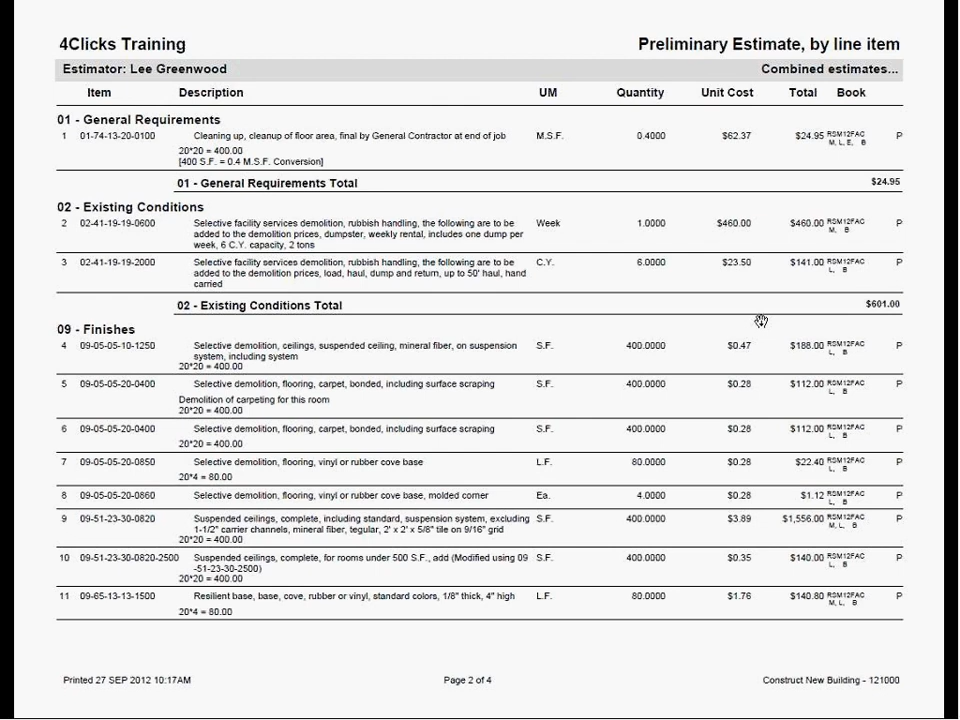 4Clicks Training Preliminary Estimate, by line item
Estimator: Lee Greenwood Combined estimates...
Item Description UM Quantity Unit Cost Total Book
01 - General Requirements
1 01-74-13-20-0100 Cleaning up, cleanup of floor area, final by General Contractor at end of job M.S.F. 0.4000 $62.37 $24.95 RSM12FAC P
M, L, E, B
20*20 = 400.00
[400 S.F. = 0.4 M.S.F. Conversion]
01 - General Requirements Total $24.95
02 - Existing Conditions
2 02-41-19-19-0600 Selective facility services demolition, rubbish handling, the following are to be Week 1.0000 $460.00 $460.00 RSM12FAC P
added to the demolition prices, dumpster, weekly rental, includes one dump per M, B
week, 6 C.Y. capacity, 2 tons
3 02-41-19-19-2000 Selective facility services demolition, rubbish handling, the following are to be C.Y. 6.0000 $23.50 $141.00 RSM12FAC P
added to the demolition prices, load, haul, dump and return, up to 50' haul, hand L, B
carried
02 - Existing Conditions Total $601.00
09 - Finishes
4 09-05-05-10-1250 Selective demolition, ceilings, suspended ceiling, mineral fiber, on suspension S.F. 400.0000 $0.47 $188.00 RSM12FAC P
system, including system L, B
20*20 = 400.00
5 09-05-05-20-0400 Selective demolition, flooring, carpet, bonded, including surface scraping S.F. 400.0000 $0.28 $112.00 RSM12FAC P
L, B
Demolition of carpeting for this room
20*20 = 400.00
6 09-05-05-20-0400 Selective demolition, flooring, carpet, bonded, including surface scraping S.F. 400.0000 $0.28 $112.00 RSM12FAC P
L, B
20*20 = 400.00
7 09-05-05-20-0850 Selective demolition, flooring, vinyl or rubber cove base L.F. 80.0000 $0.28 $22.40 RSM12FAC P
L, B
20*4 = 80.00
8 09-05-05-20-0860 Selective demolition, flooring, vinyl or rubber cove base, molded corner Ea. 4.0000 $0.28 $1.12 RSM12FAC P
L, B
9 09-51-23-30-0820 Suspended ceilings, complete, including standard, suspension system, excluding S.F. 400.0000 $3.89 $1,556.00 RSM12FAC P
1-1/2" carrier channels, mineral fiber, tegular, 2' x 2' x 5/8" tile on 9/16" grid M, L, B
20*20 = 400.00
10 09-51-23-30-0820-2500 Suspended ceilings, complete, for rooms under 500 S.F., add (Modified using 09 S.F. 400.0000 $0.35 $140.00 RSM12FAC P
-51-23-30-2500) L, B
20*20 = 400.00
11 09-65-13-13-1500 Resilient base, base, cove, rubber or vinyl, standard colors, 1/8" thick, 4" high L.F. 80.0000 $1.76 $140.80 RSM12FAC P
M, L, B
20*4 = 80.00
Printed 27 SEP 2012 10:17AM Page 2 of 4 Construct New Building - 121000